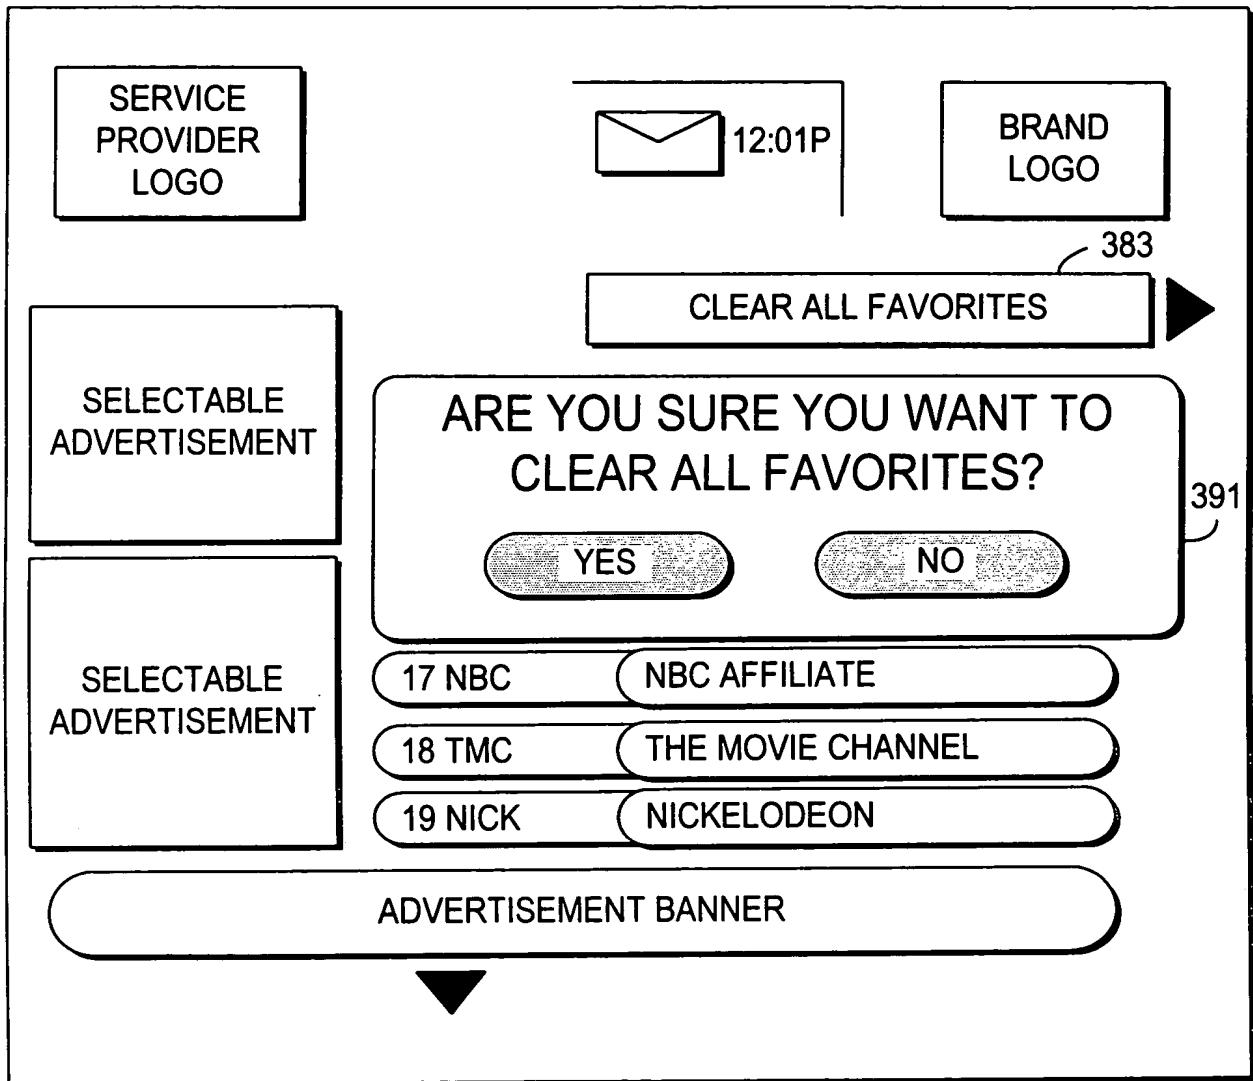 SERVICE
PROVIDER
LOGO
12:01P
BRAND
LOGO
383
CLEAR ALL FAVORITES
SELECTABLE
ADVERTISEMENT
ARE YOU SURE YOU WANT TO
CLEAR ALL FAVORITES?
391
YES
NO
SELECTABLE
ADVERTISEMENT
17 NBC
NBC AFFILIATE
18 TMC
THE MOVIE CHANNEL
19 NICK
NICKELODEON
ADVERTISEMENT BANNER